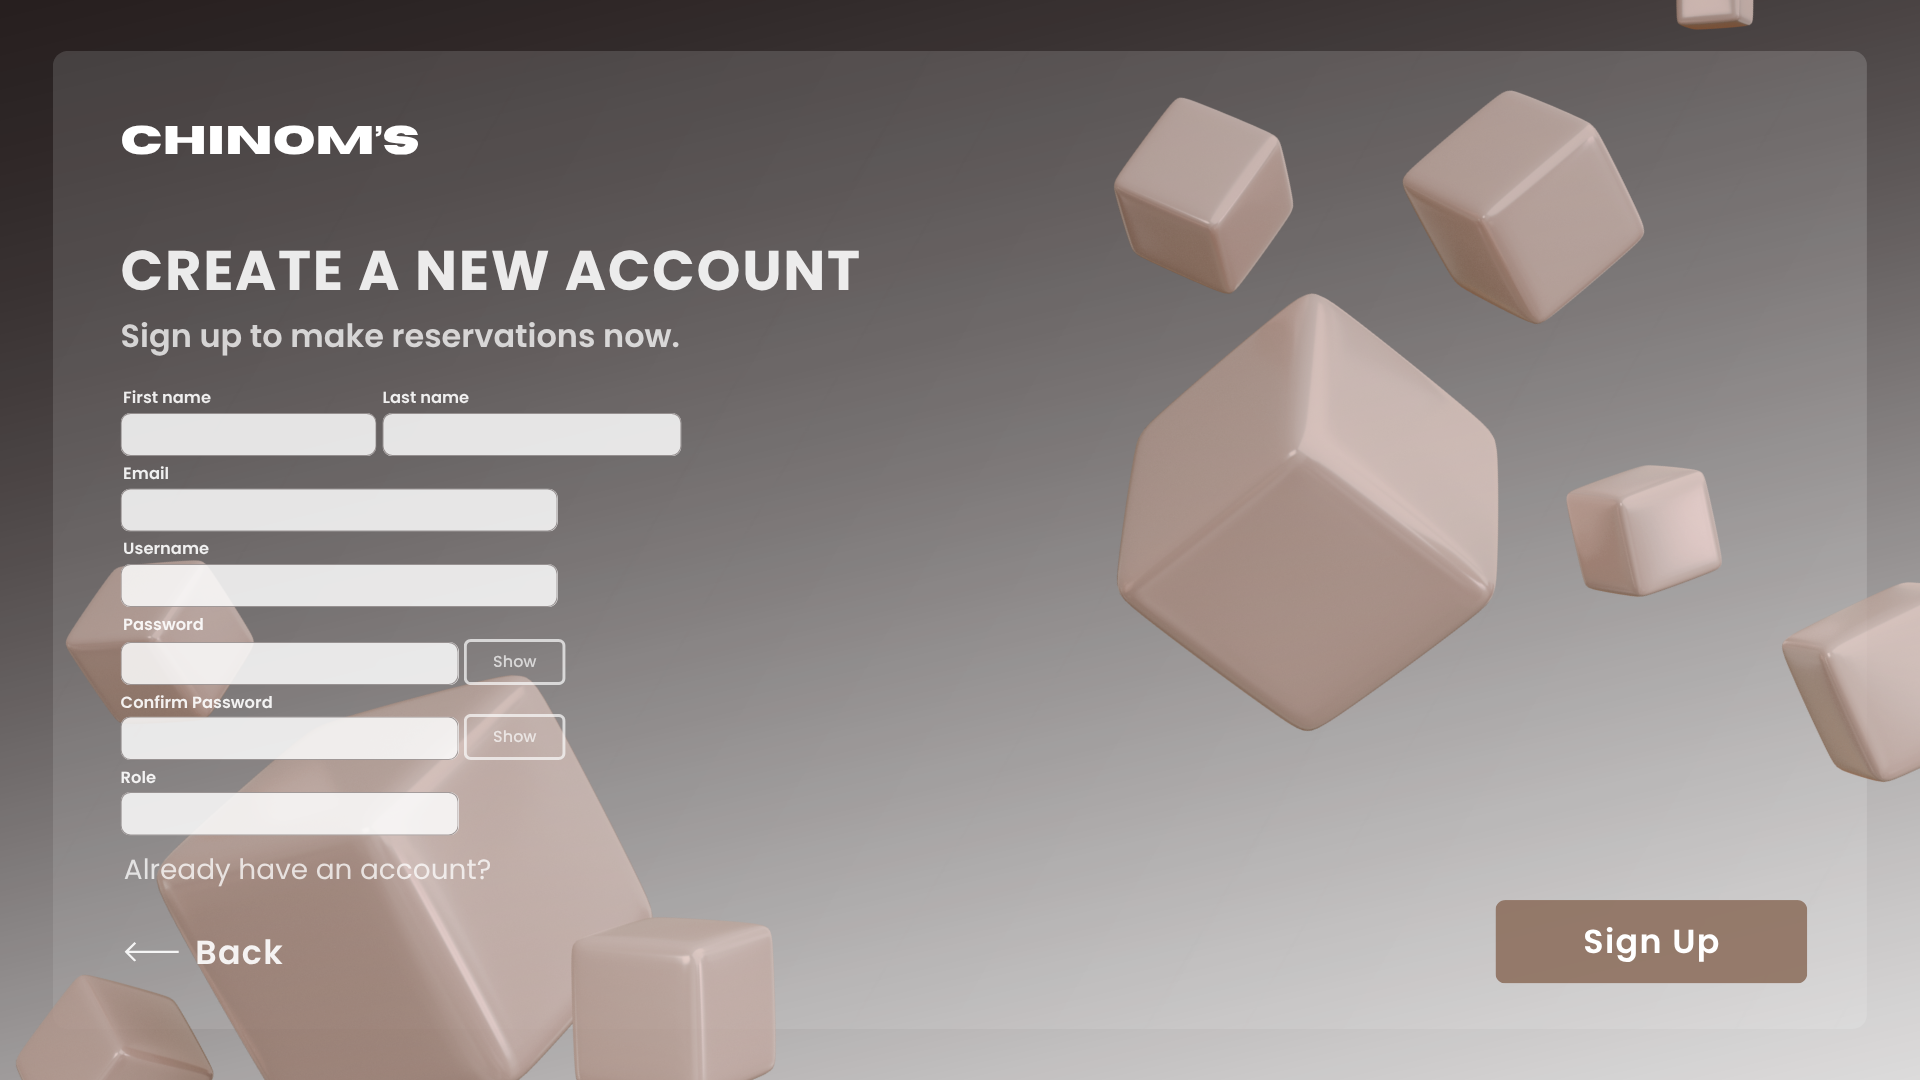 CHINOM'S
CREATE A NEW ACCOUNT
Sign up to make reservations now.
First name Last name
Email
Username
Password
Show
Confirm Password
Show
Role
Already have an account?
Back
Sign Up